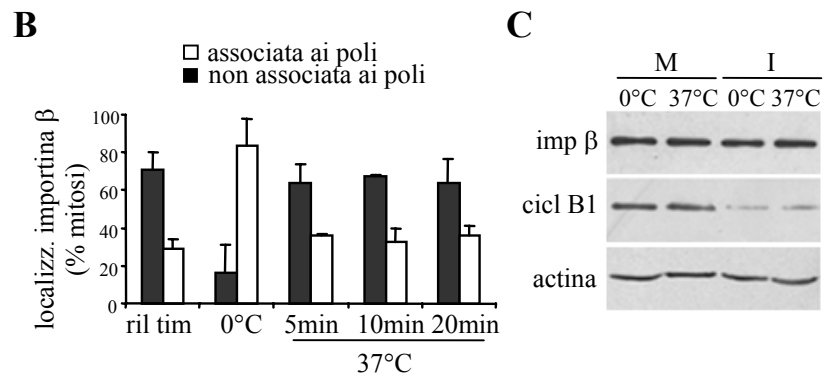 B
associata ai poli
non associata ai poli
localizz. importina β
(% mitosi)
100
80
60
40
20
0
ril tim 0°C 5min 10min 20min
37°C
C
M I
0°C 37°C 0°C 37°C
imp β
cicl B1
actina